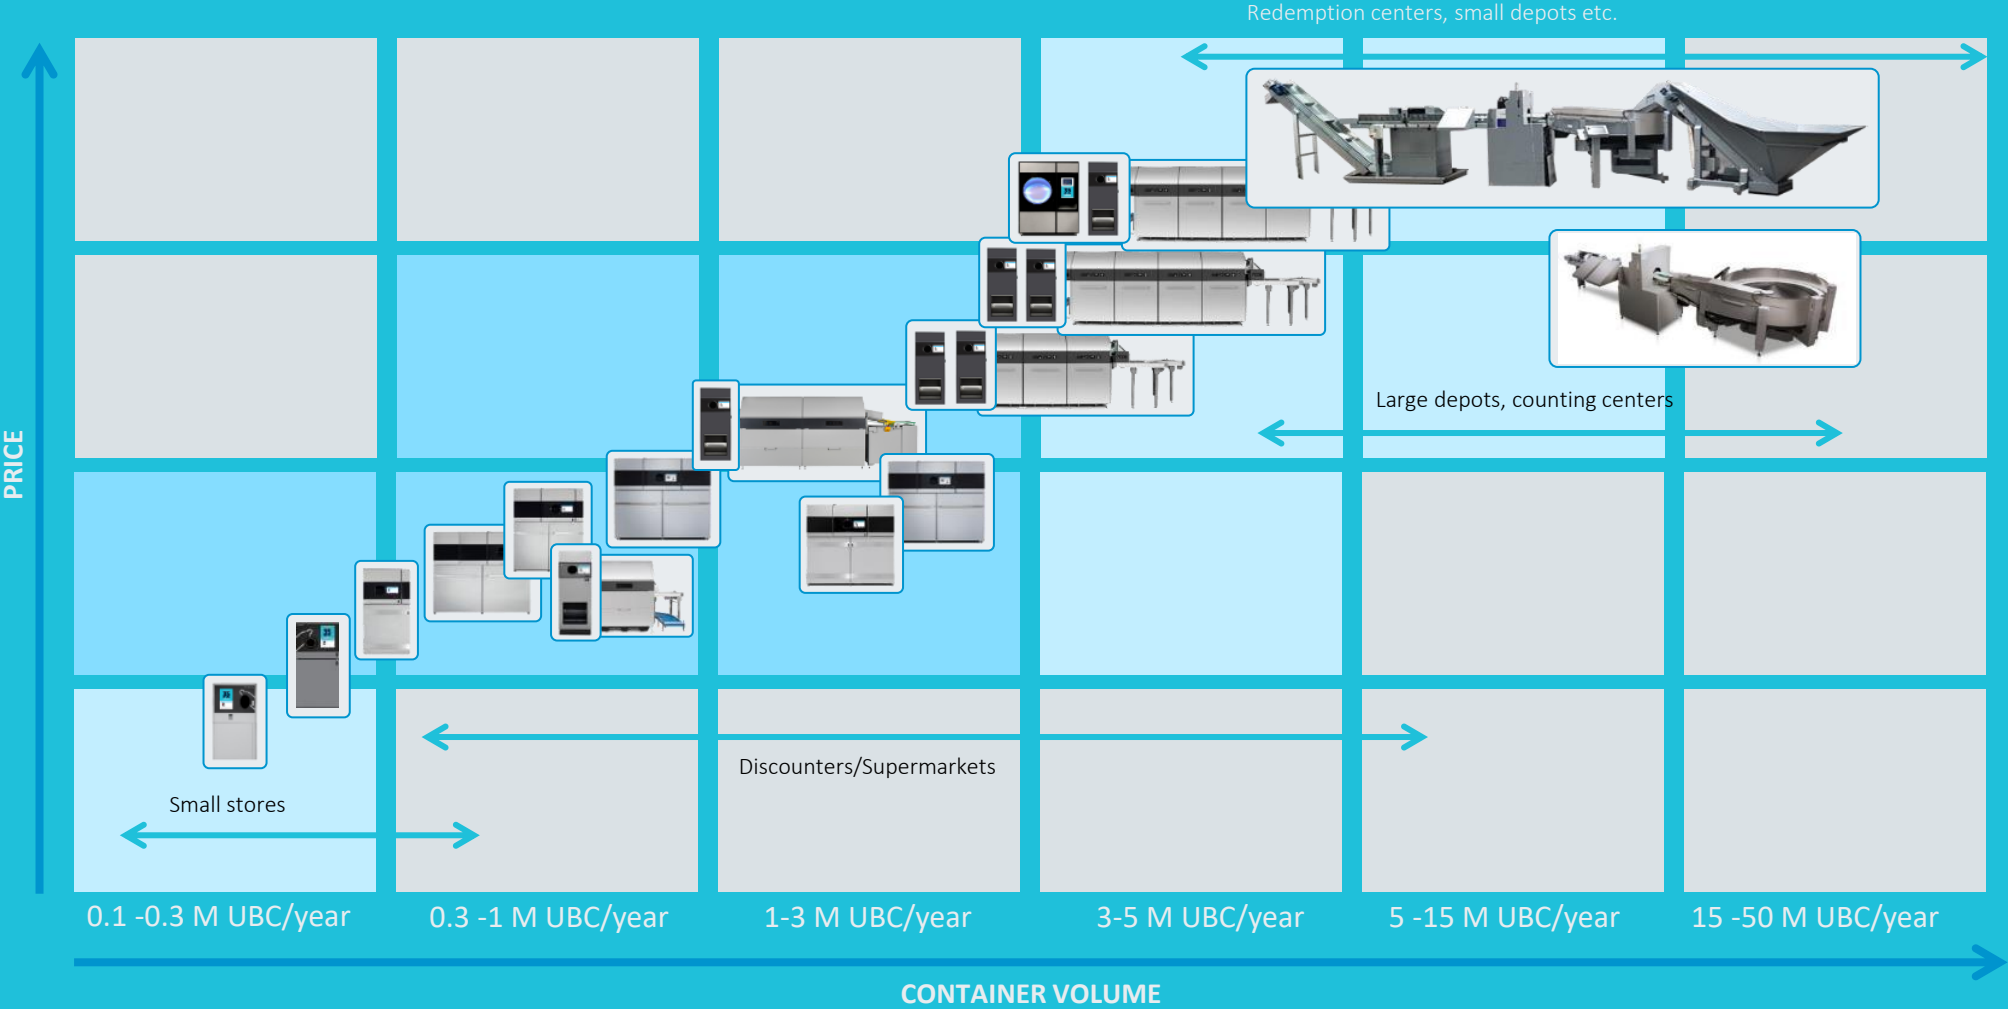 Redemption centers, small depots etc.
PRICE
Large depots, counting centers
Discounters/Supermarkets
Small stores
0.1 -0.3 M UBC/year
0.3 -1 M UBC/year
1-3 M UBC/year
3-5 M UBC/year
5 -15 M UBC/year
15 -50 M UBC/year
CONTAINER VOLUME